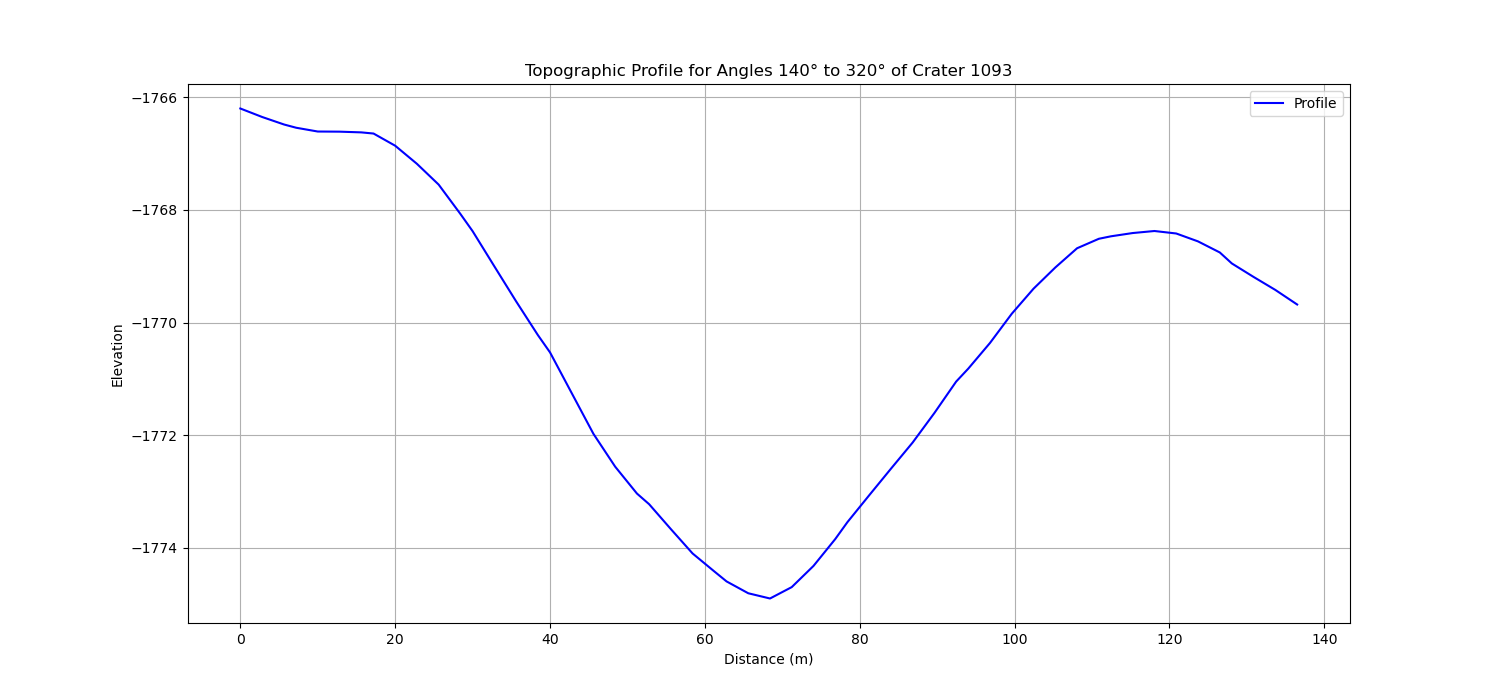 Topographic Profile for Angles 140° to 320° of Crater 1093
Profile
−1766
−1768
−1770
−1772
−1774
Elevation
0 20 40 60 80 100 120 140
Distance (m)